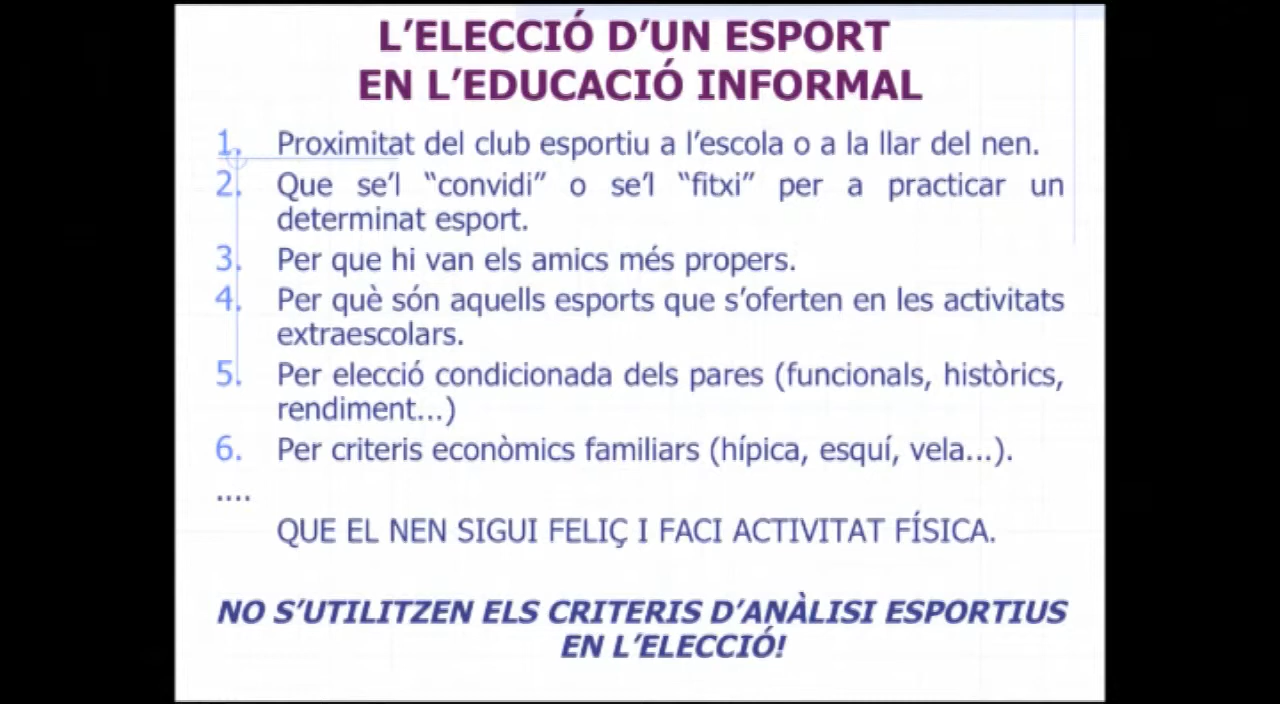 L’ELECCIÓ D’UN ESPORT
EN L’EDUCACIÓ INFORMAL
1. Proximitat del club esportiu a l’escola o a la llar del nen.
2. Que se’l “convidi” o se’l “fitxi” per a practicar un
determinat esport.
3. Per que hi van els amics més propers.
4. Per què són aquells esports que s’oferten en les activitats
extraescolars.
5. Per elecció condicionada dels pares (funcionals, històrics,
rendiment...)
6. Per criteris econòmics familiars (hípica, esquí, vela...).
....
QUE EL NEN SIGUI FELIÇ I FACI ACTIVITAT FÍSICA.
NO S’UTILITZEN ELS CRITERIS D’ANÀLISI ESPORTIUS
EN L’ELECCIÓ!